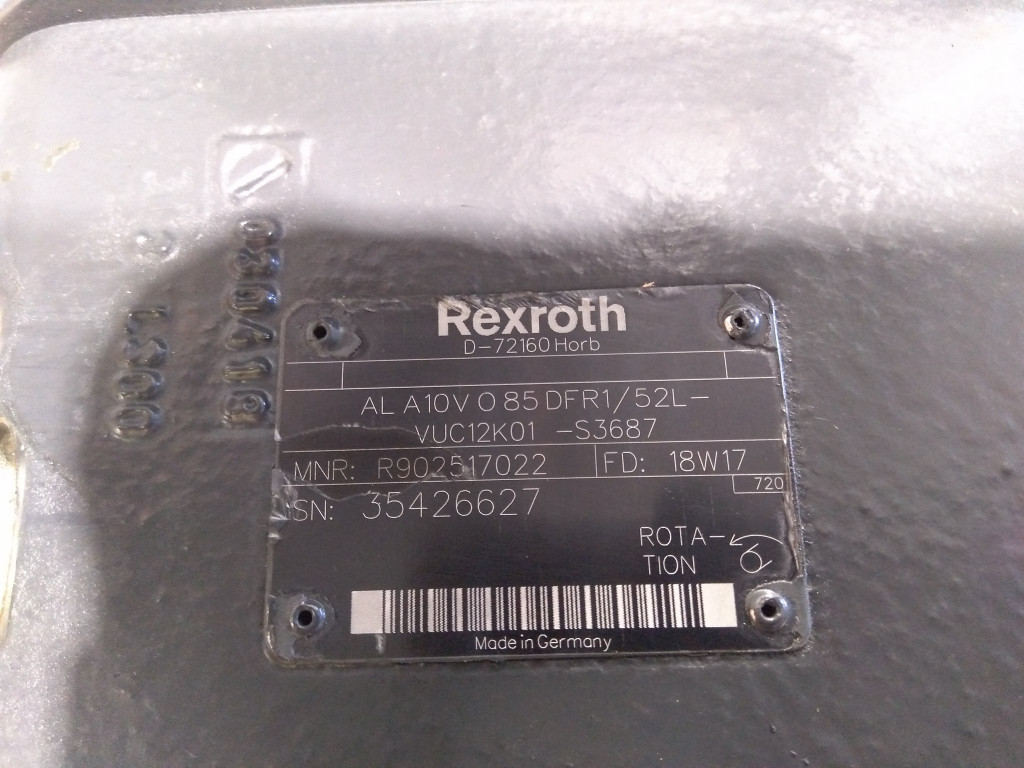 Rexroth
D-72160 Horb
AL A10V O 85 DFR1/52L-
VUC12K01 -S3687
MNR: R902517022 FD: 18W17
720
SN: 35426627
ROTA-
TION
Made in Germany